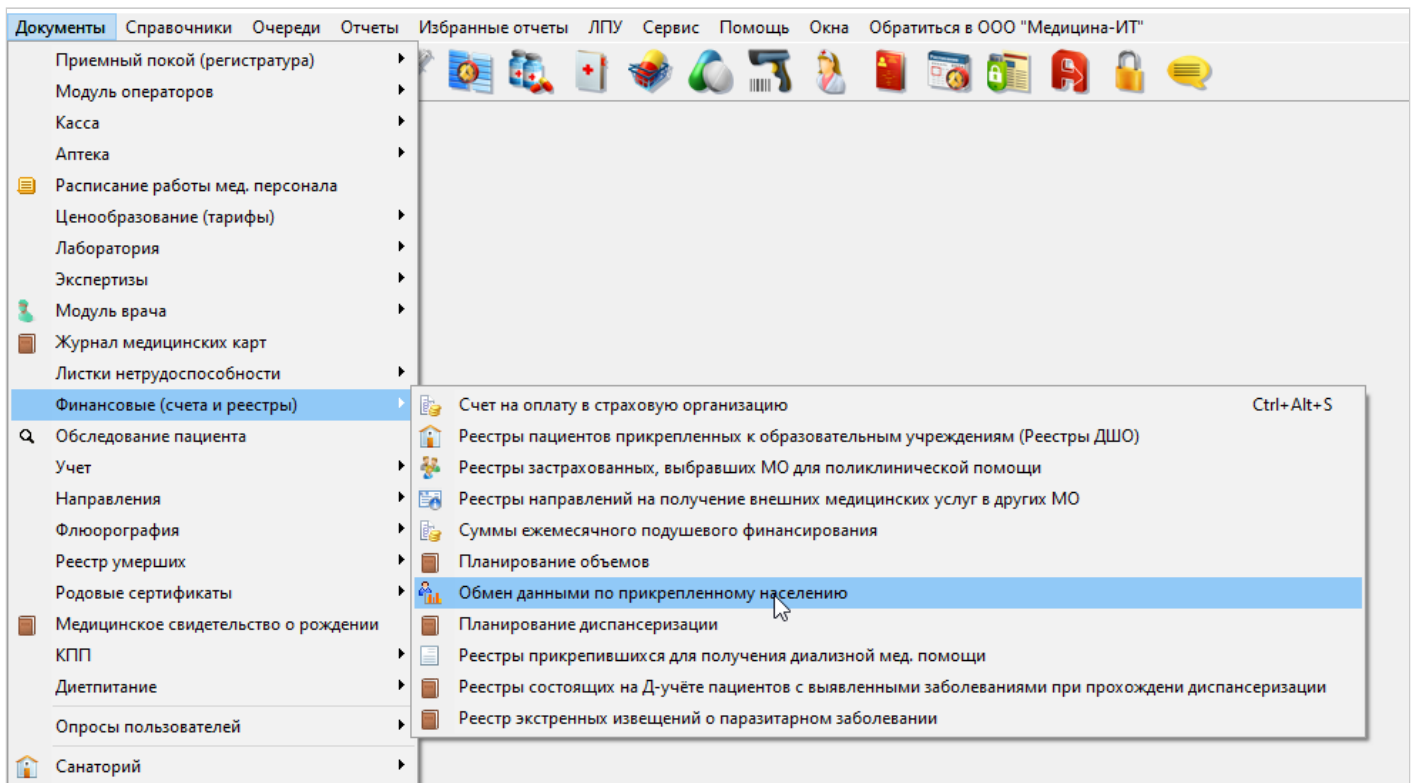 Документы Справочники Очереди Отчеты Избранные отчеты ЛПУ Сервис Помощь Окна Обратиться в ООО "Медицина-ИТ"
Приемный покой (регистратура)
Модуль операторов
Касса
Аптека
Расписание работы мед. персонала
Ценообразование (тарифы)
Лаборатория
Экспертизы
Модуль врача
Журнал медицинских карт
Листки нетрудоспособности
Финансовые (счета и реестры)
Обследование пациента
Учет
Направления
Флюорография
Реестр умерших
Родовые сертификаты
Медицинское свидетельство о рождении
КПП
Диетпитание
Опросы пользователей
Санаторий
Счет на оплату в страховую организацию Ctrl+Alt+S
Реестры пациентов прикрепленных к образовательным учреждениям (Реестры ДШО)
Реестры застрахованных, выбравших МО для поликлинической помощи
Реестры направлений на получение внешних медицинских услуг в других МО
Суммы ежемесячного подушевого финансирования
Планирование объемов
Обмен данными по прикрепленному населению
Планирование диспансеризации
Реестры прикрепившихся для получения диализной мед. помощи
Реестры состоящих на Д-учёте пациентов с выявленными заболеваниями при прохождени диспансеризации
Реестр экстренных извещений о паразитарном заболевании